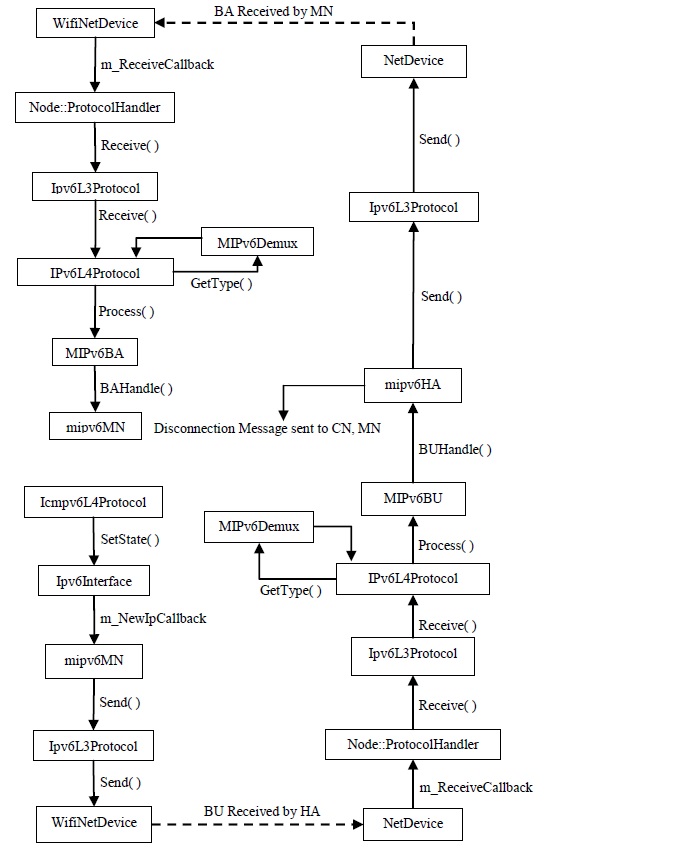 BA Received by MN
WifiNetDevice
NetDevice
m_ReceiveCallback
Node::ProtocolHandler
Send( )
Receive( )
Ipv6L3Protocol
Ipv6L3Protocol
Receive( )
MIPv6Demux
IPv6L4Protocol
GetType( )
Send( )
Process( )
MIPv6BA
BAHandle( )
mipv6HA
mipv6MN
Disconnection Message sent to CN, MN
BUHandle( )
Icmpv6L4Protocol
MIPv6BU
MIPv6Demux
SetState( )
Process( )
Ipv6Interface
IPv6L4Protocol
GetType( )
m_NewIpCallback
Receive( )
mipv6MN
Ipv6L3Protocol
Send( )
Receive( )
Ipv6L3Protocol
Node::ProtocolHandler
Send( )
m_ReceiveCallback
BU Received by HA
WifiNetDevice
NetDevice